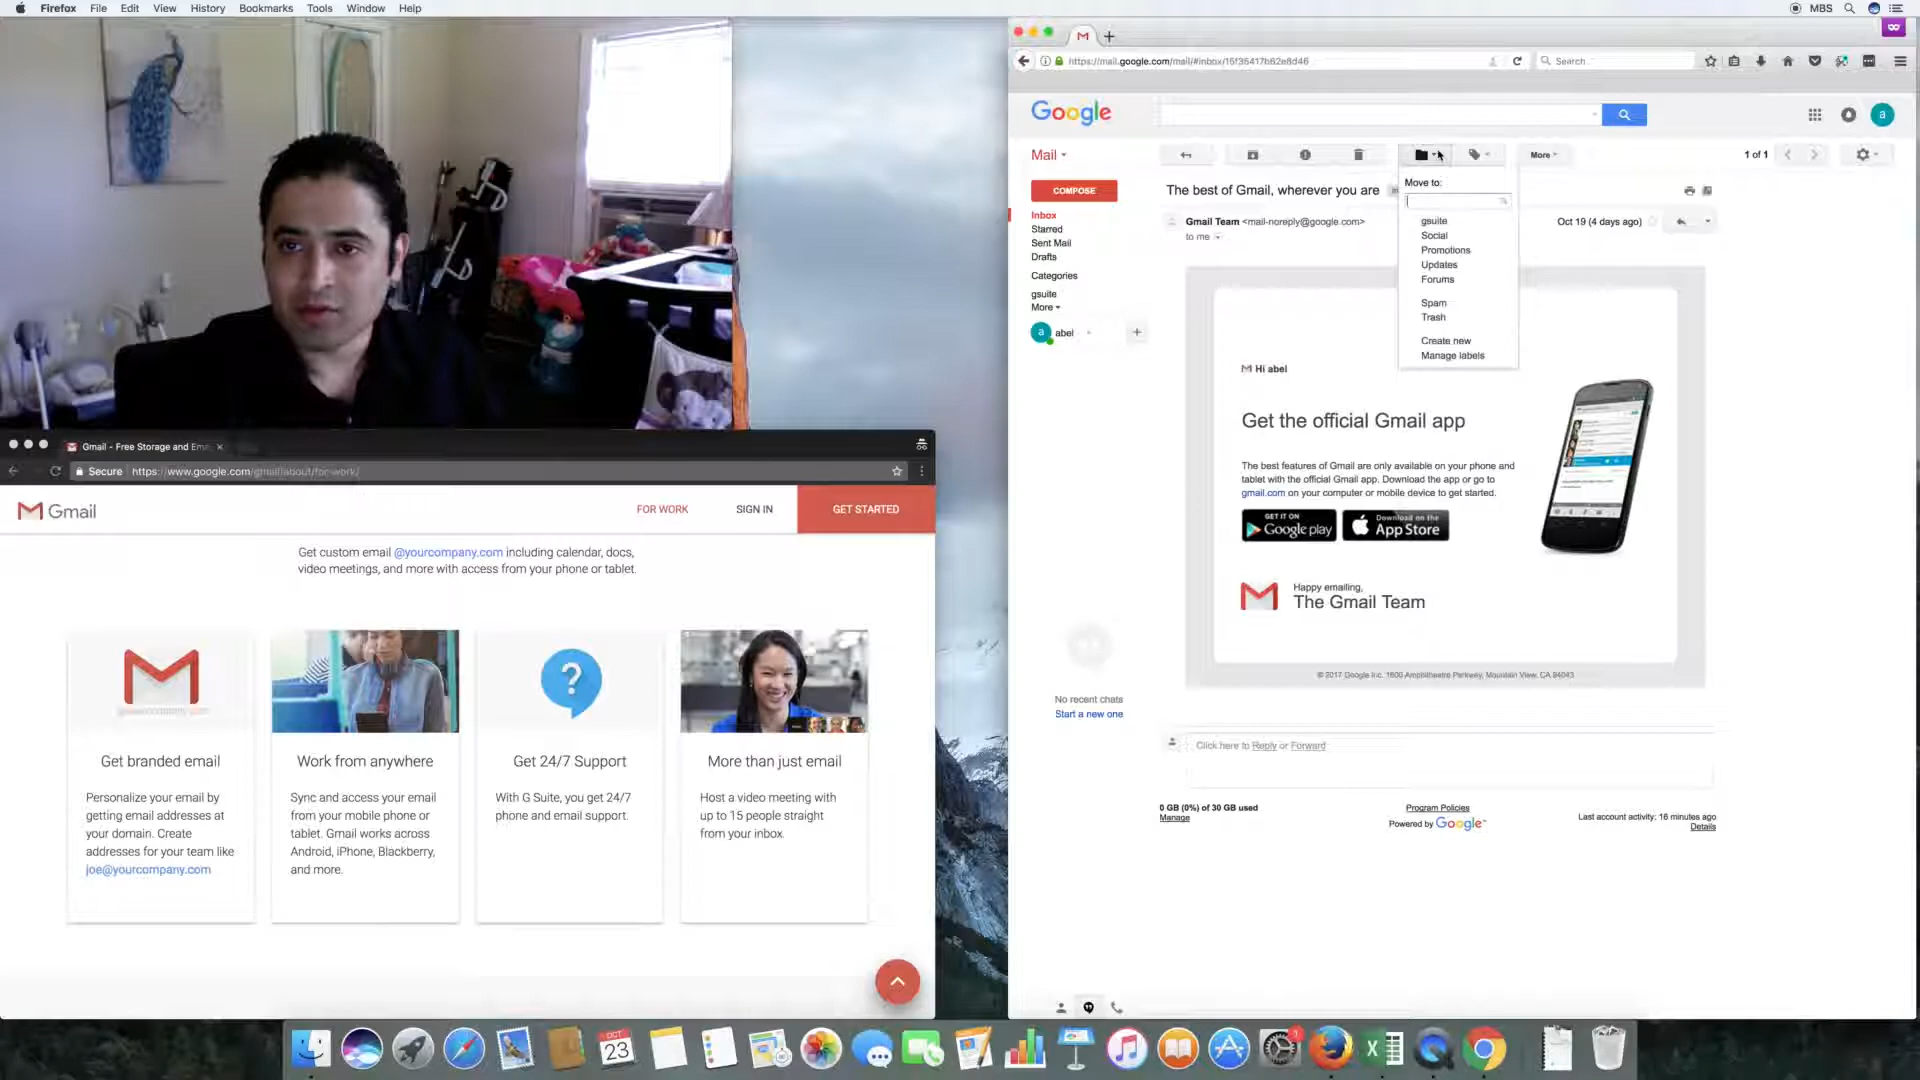 Firefox File Edit View History Bookmarks Tools Window Help
MBS
https://mail.google.com/mail/#inbox/15f35417b62e8d46
Search
Google
a
Mail
More
1 of 1
COMPOSE
Inbox
Starred
Sent Mail
Drafts
Categories
gsuite
More
a abel
No recent chats
Start a new one
The best of Gmail, wherever you are
Gmail Team <mail-noreply@google.com>
to me
Oct 19 (4 days ago)
Move to:
gsuite
Social
Promotions
Updates
Forums
Spam
Trash
Create new
Manage labels
Hi abel
Get the official Gmail app
The best features of Gmail are only available on your phone and
tablet with the official Gmail app. Download the app or go to
gmail.com on your computer or mobile device to get started.
GET IT ON
Google play
Download on the
App Store
Happy emailing,
The Gmail Team
© 2017 Google Inc. 1600 Amphitheatre Parkway, Mountain View, CA 94043
Click here to Reply or Forward
0 GB (0%) of 30 GB used
Manage
Program Policies
Powered by Google™
Last account activity: 16 minutes ago
Details
Gmail - Free Storage and Ema
Secure https://www.google.com/gmail/about/for-work/
Gmail
FOR WORK
SIGN IN
GET STARTED
Get custom email @yourcompany.com including calendar, docs,
video meetings, and more with access from your phone or tablet.
Get branded email
Personalize your email by
getting email addresses at
your domain. Create
addresses for your team like
joe@yourcompany.com
Work from anywhere
Sync and access your email
from your mobile phone or
tablet. Gmail works across
Android, iPhone, Blackberry,
and more.
?
Get 24/7 Support
With G Suite, you get 24/7
phone and email support.
More than just email
Host a video meeting with
up to 15 people straight
from your inbox.
OCT
23
1